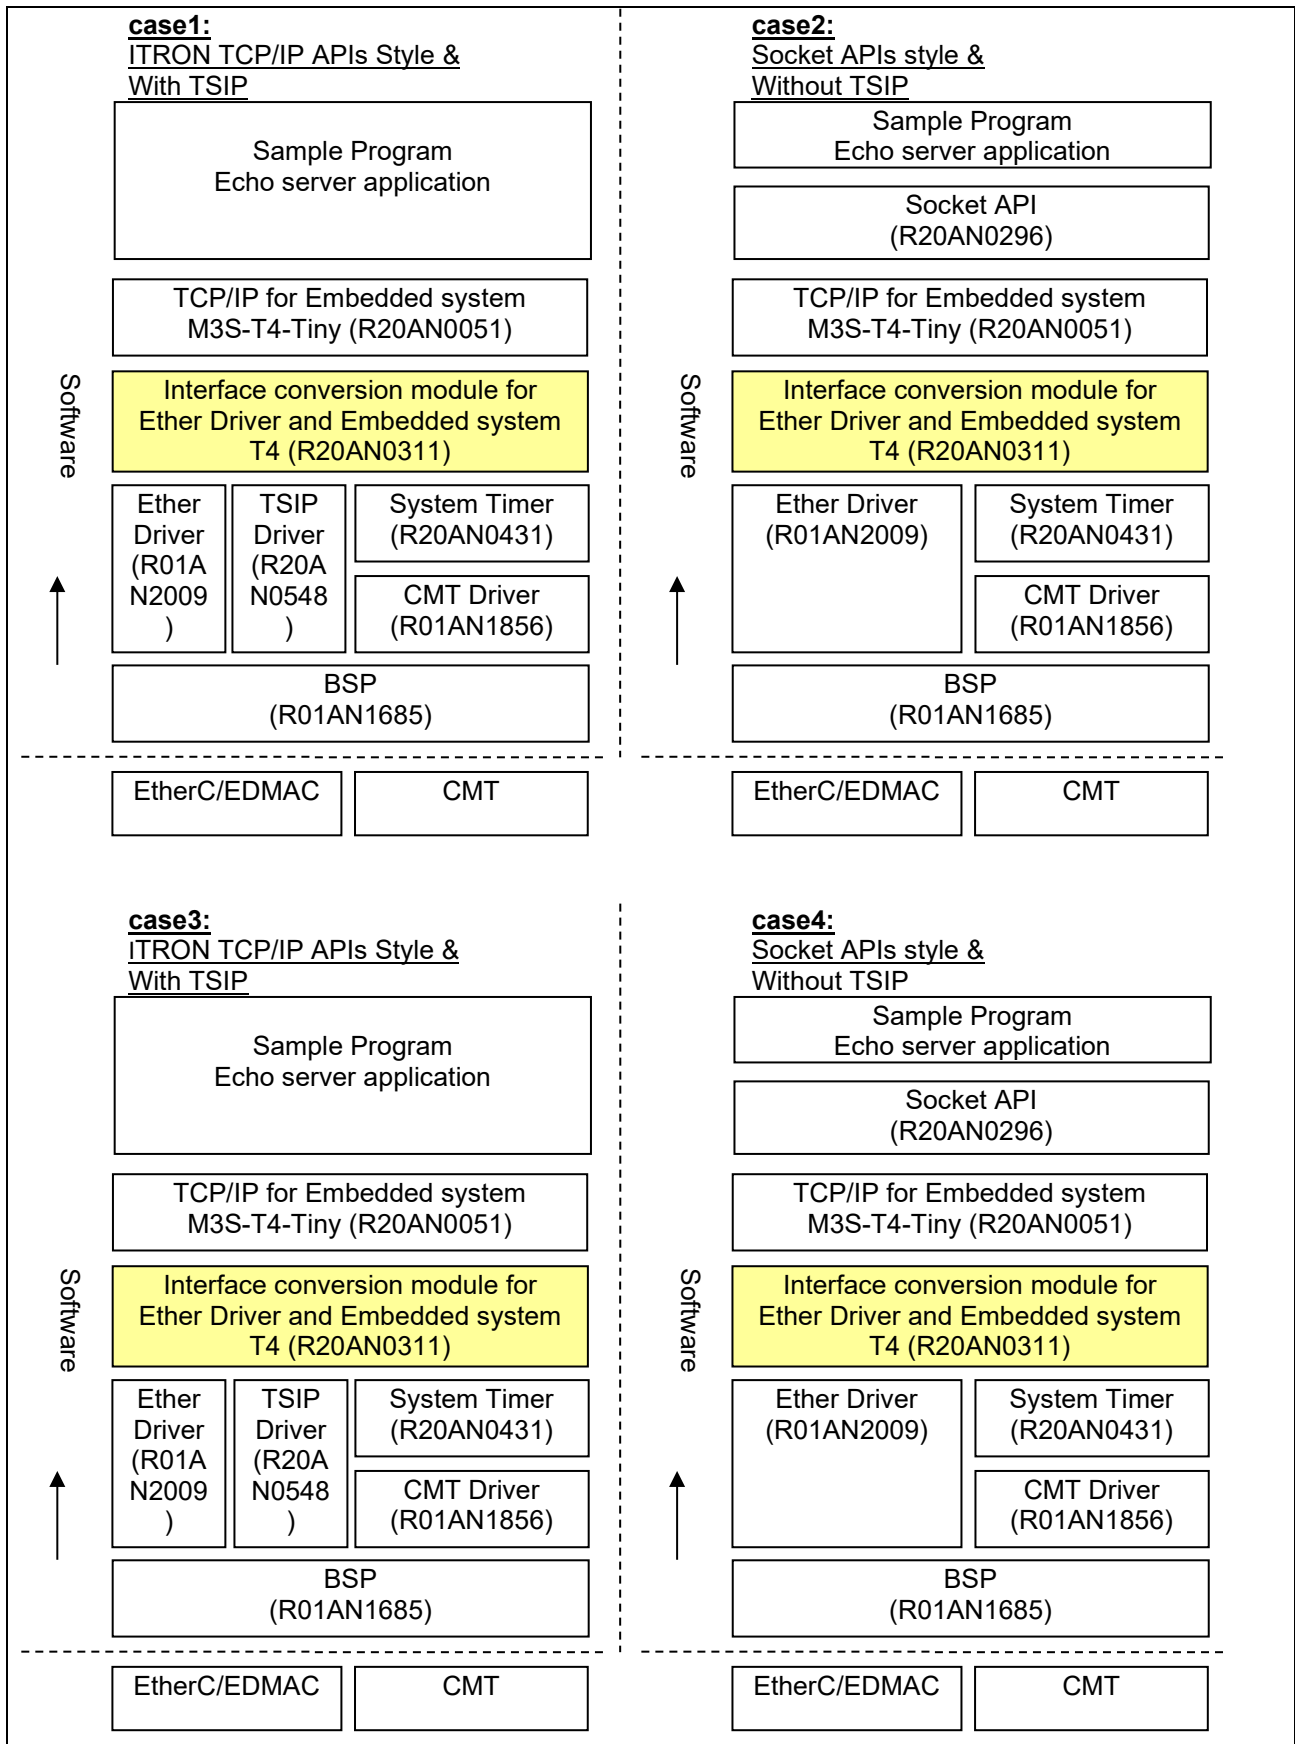 case1:
ITRON TCP/IP APIs Style &
With TSIP
Sample Program
Echo server application
TCP/IP for Embedded system
M3S-T4-Tiny (R20AN0051)
Software
Interface conversion module for
Ether Driver and Embedded system
T4 (R20AN0311)
Ether
Driver
(R01A
N2009
)
TSIP
Driver
(R20A
N0548
)
System Timer
(R20AN0431)
CMT Driver
(R01AN1856)
BSP
(R01AN1685)
EtherC/EDMAC
CMT
case2:
Socket APIs style &
Without TSIP
Sample Program
Echo server application
Socket API
(R20AN0296)
TCP/IP for Embedded system
M3S-T4-Tiny (R20AN0051)
Software
Interface conversion module for
Ether Driver and Embedded system
T4 (R20AN0311)
Ether Driver
(R01AN2009)
System Timer
(R20AN0431)
CMT Driver
(R01AN1856)
BSP
(R01AN1685)
EtherC/EDMAC
CMT
case3:
ITRON TCP/IP APIs Style &
With TSIP
Sample Program
Echo server application
TCP/IP for Embedded system
M3S-T4-Tiny (R20AN0051)
Software
Interface conversion module for
Ether Driver and Embedded system
T4 (R20AN0311)
Ether
Driver
(R01A
N2009
)
TSIP
Driver
(R20A
N0548
)
System Timer
(R20AN0431)
CMT Driver
(R01AN1856)
BSP
(R01AN1685)
EtherC/EDMAC
CMT
case4:
Socket APIs style &
Without TSIP
Sample Program
Echo server application
Socket API
(R20AN0296)
TCP/IP for Embedded system
M3S-T4-Tiny (R20AN0051)
Software
Interface conversion module for
Ether Driver and Embedded system
T4 (R20AN0311)
Ether Driver
(R01AN2009)
System Timer
(R20AN0431)
CMT Driver
(R01AN1856)
BSP
(R01AN1685)
EtherC/EDMAC
CMT